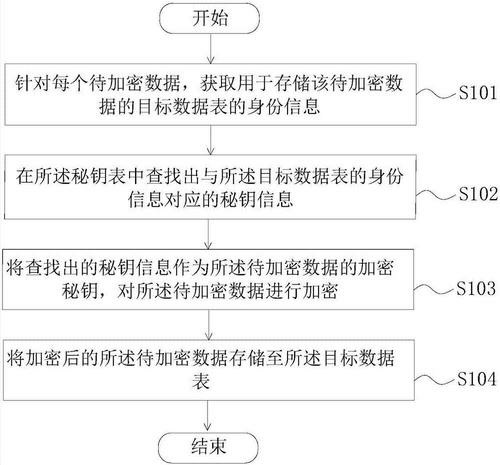 开始
针对每个待加密数据，获取用于存储该待加密数
据的目标数据表的身份信息
S101
在所述秘钥表中查找出与所述目标数据表的身份
信息对应的秘钥信息
S102
将查找出的秘钥信息作为所述待加密数据的加密
秘钥，对所述待加密数据进行加密
S103
将加密后的所述待加密数据存储至所述目标数据
表
S104
结束